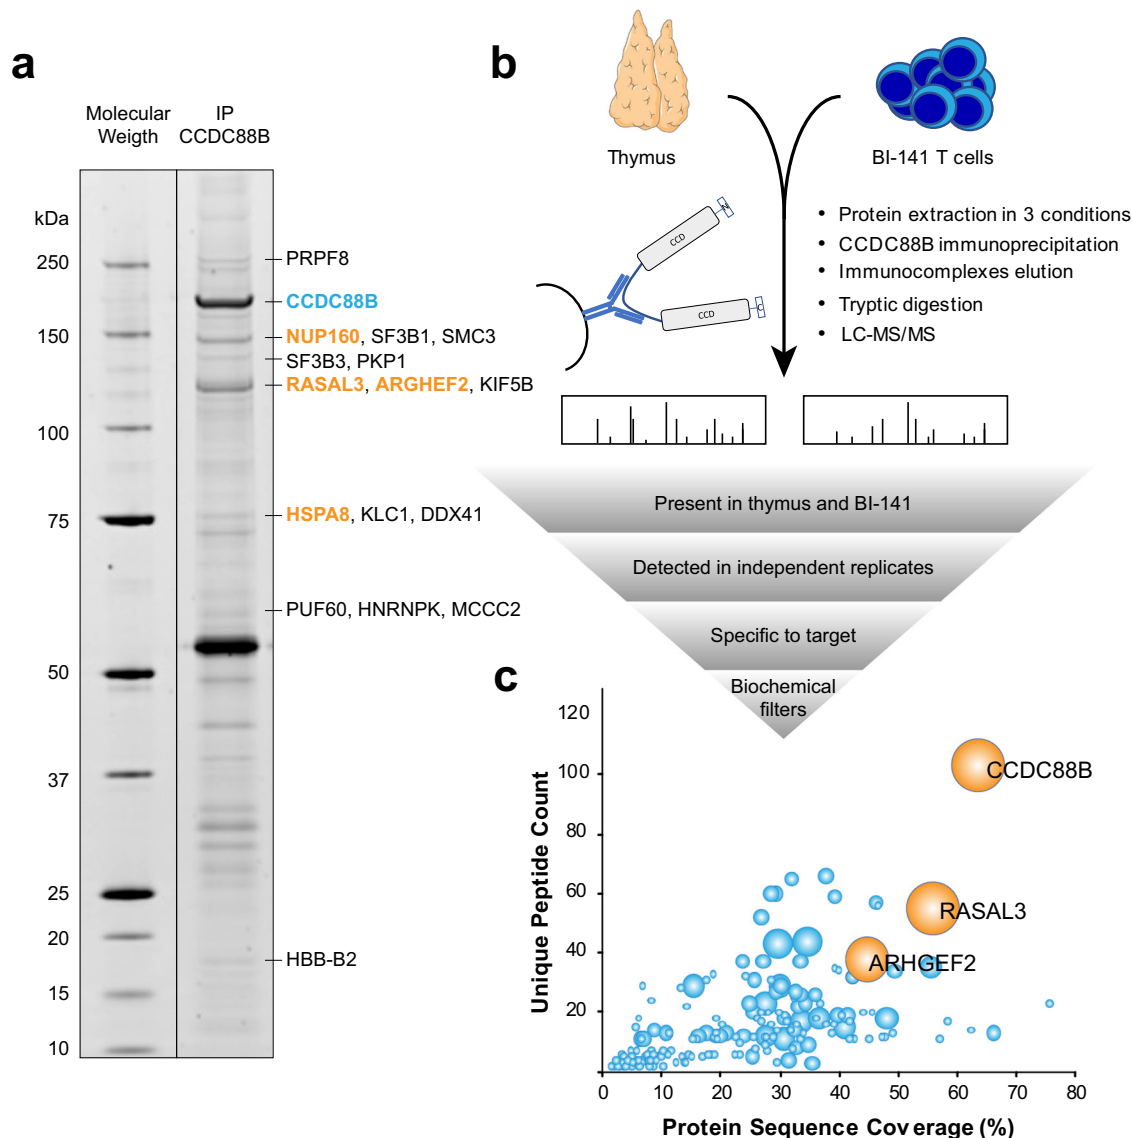 a
Molecular
Weigth
IP
CCDC88B
kDa
250
150
100
75
50
37
25
20
15
10
PRPF8
CCDC88B
NUP160, SF3B1, SMC3
SF3B3, PKP1
RASAL3, ARGHEF2, KIF5B
HSPA8, KLC1, DDX41
PUF60, HNRNPK, MCCC2
HBB-B2
b
Thymus
BI-141 T cells
CCD
N
CCD
C
• Protein extraction in 3 conditions
• CCDC88B immunoprecipitation
• Immunocomplexes elution
• Tryptic digestion
• LC-MS/MS
Present in thymus and BI-141
Detected in independent replicates
Specific to target
Biochemical
filters
c
Unique Peptide Count
120
100
80
60
40
20
CCDC88B
RASAL3
ARHGEF2
0 10 20 30 40 50 60 70 80
Protein Sequence Coverage (%)